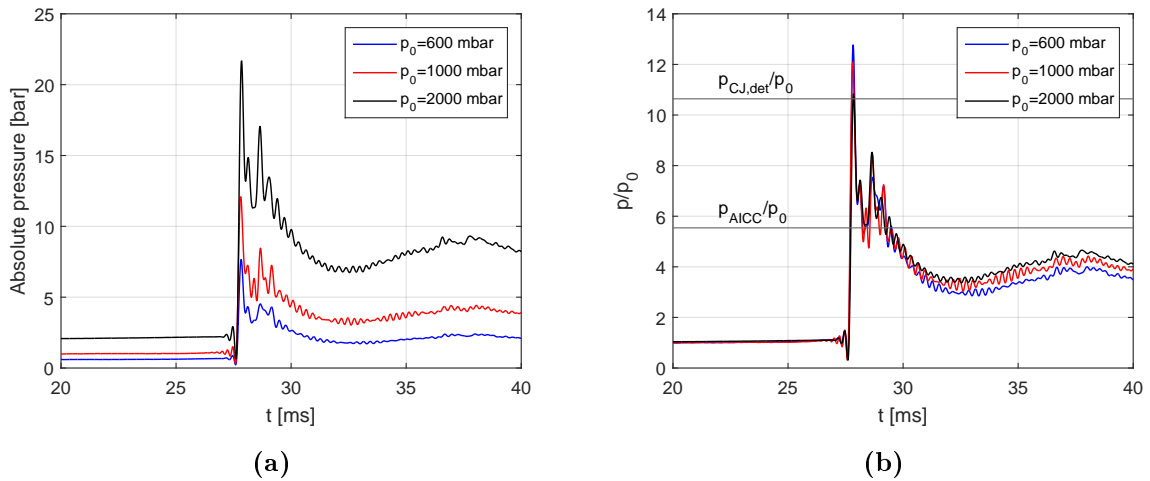 25
20
15
10
5
0
20
25
30
35
40
Absolute pressure [bar]
t [ms]
p0=600 mbar
p0=1000 mbar
p0=2000 mbar
(a)
14
12
10
8
6
4
2
0
20
25
30
35
40
p/p0
t [ms]
pCJ,det/p0
pAICC/p0
p0=600 mbar
p0=1000 mbar
p0=2000 mbar
(b)